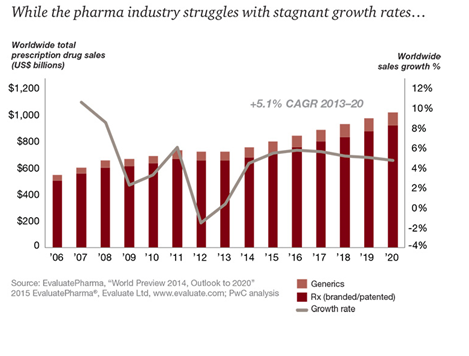 While the pharma industry struggles with stagnant growth rates…
Worldwide total
prescription drug sales
(US$ billions)
Worldwide
sales growth %
$1,200
$1,000
$800
$600
$400
$200
0
+5.1% CAGR 2013–20
12%
10%
8%
6%
4%
2%
0%
-2%
-4%
'06 '07 '08 '09 '10 '11 '12 '13 '14 '15 '16 '17 '18 '19 '20
Source: EvaluatePharma, “World Preview 2014, Outlook to 2020”
2015 EvaluatePharma®, Evaluate Ltd, www.evaluate.com; PwC analysis
Generics
Rx (branded/patented)
Growth rate